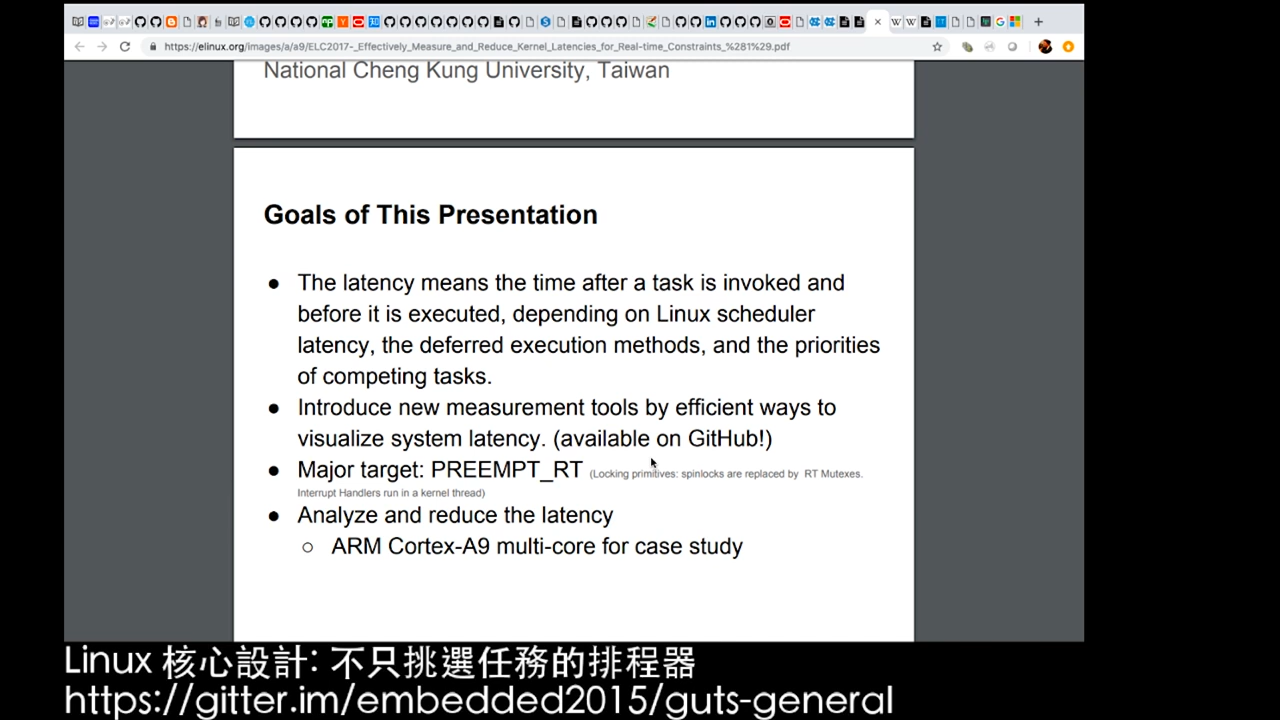 https://elinux.org/images/a/a9/ELC2017-_Effectively_Measure_and_Reduce_Kernel_Latencies_for_Real-time_Constraints_%281%29.pdf
National Cheng Kung University, Taiwan
Goals of This Presentation
● The latency means the time after a task is invoked and
before it is executed, depending on Linux scheduler
latency, the deferred execution methods, and the priorities
of competing tasks.
● Introduce new measurement tools by efficient ways to
visualize system latency. (available on GitHub!)
● Major target: PREEMPT_RT (Locking primitives: spinlocks are replaced by RT Mutexes.
Interrupt Handlers run in a kernel thread)
● Analyze and reduce the latency
○ ARM Cortex-A9 multi-core for case study
Linux 核心設計: 不只挑選任務的排程器
https://gitter.im/embedded2015/guts-general